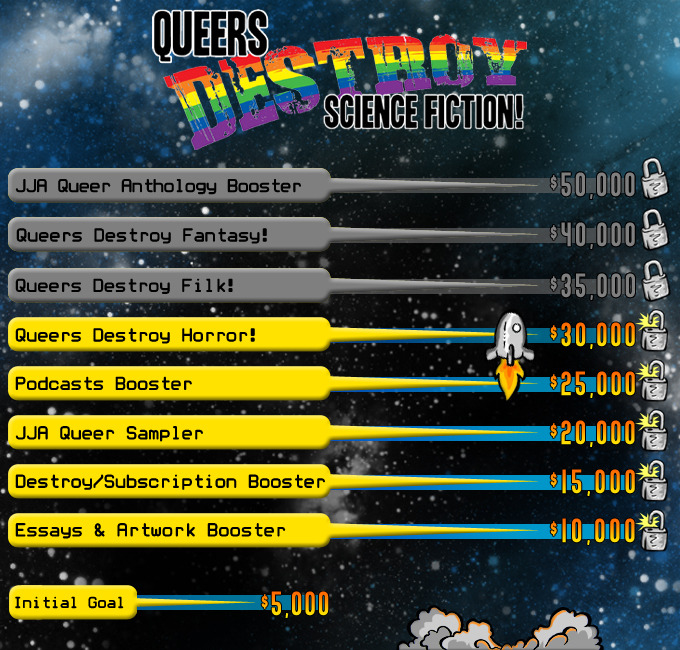 QUEERS
DESTROY
SCIENCE FICTION!
JJA Queer Anthology Booster $50,000
Queers Destroy Fantasy! $40,000
Queers Destroy Filk! $35,000
Queers Destroy Horror! $30,000
Podcasts Booster $25,000
JJA Queer Sampler $20,000
Destroy/Subscription Booster $15,000
Essays & Artwork Booster $10,000
Initial Goal $5,000